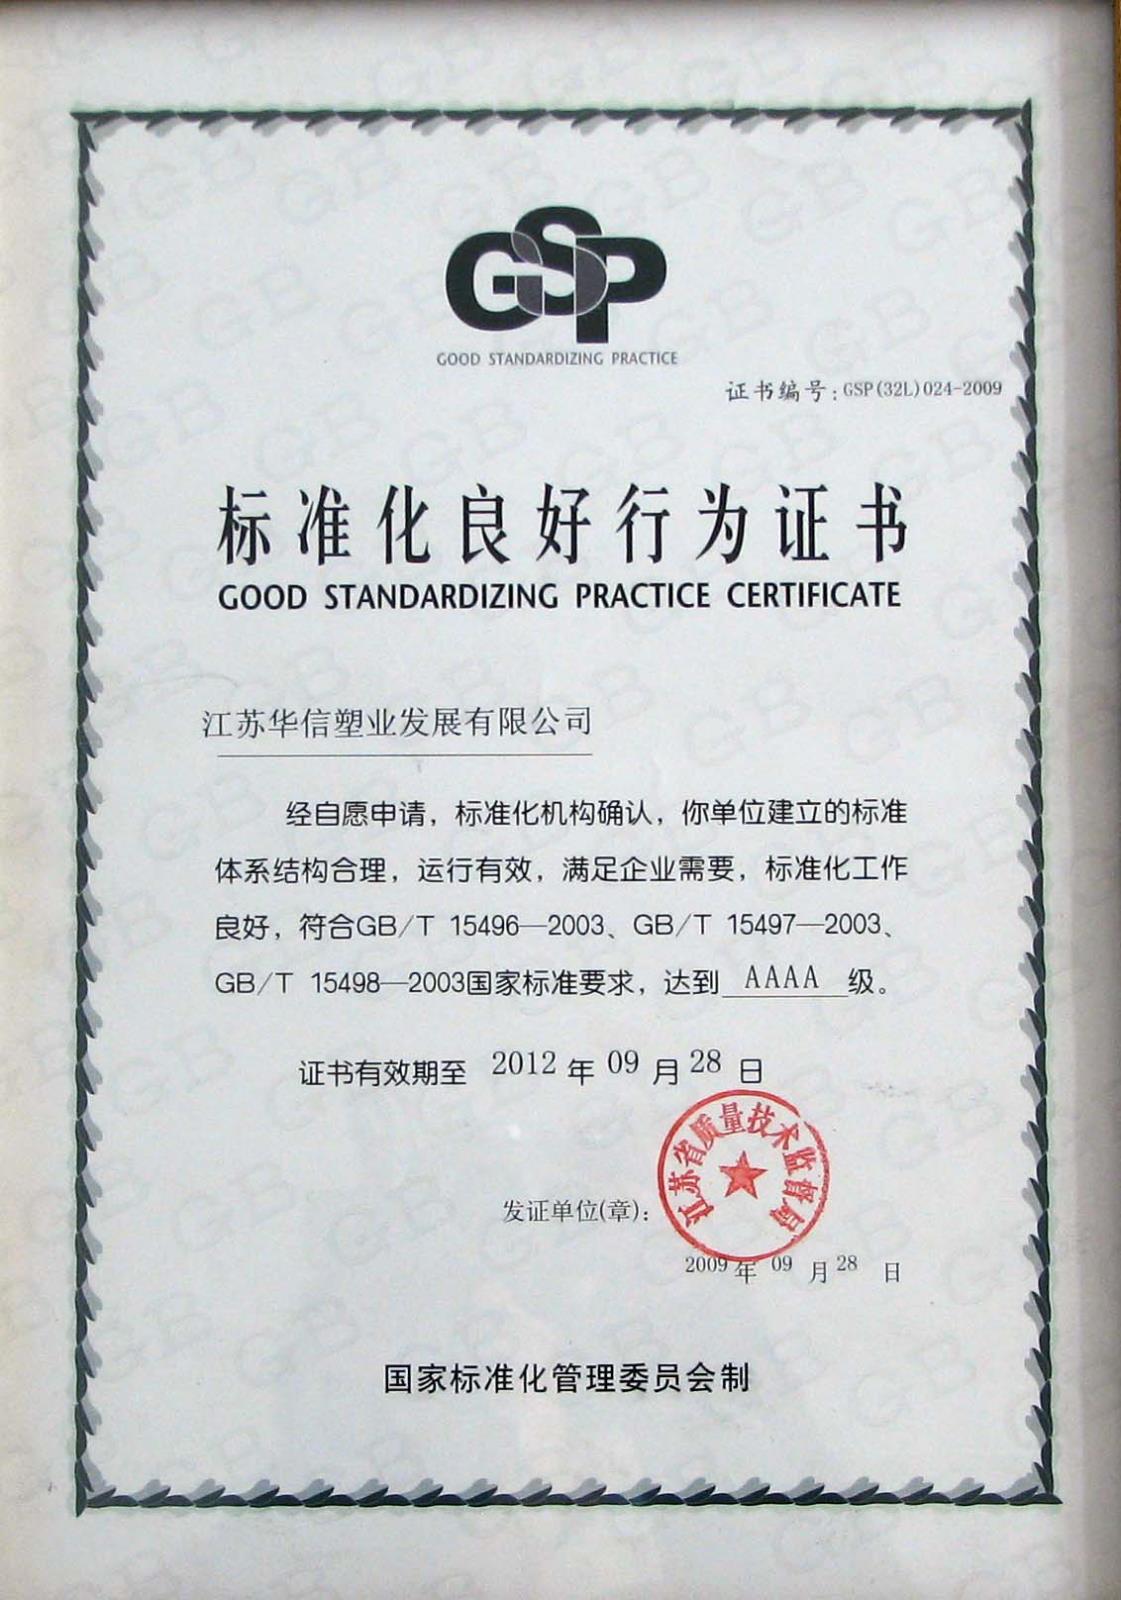 GSP
GOOD STANDARDIZING PRACTICE
证书编号:GSP(32L)024-2009
标准化良好行为证书
GOOD STANDARDIZING PRACTICE CERTIFICATE
江苏华信塑业发展有限公司
经自愿申请，标准化机构确认，你单位建立的标准
体系结构合理，运行有效，满足企业需要，标准化工作
良好，符合GB/T 15496—2003、GB/T 15497—2003、
GB/T 15498—2003国家标准要求，达到 AAAA 级。
证书有效期至 2012 年 09 月 28 日
江苏省质量技术监督局
发证单位(章)：
2009 年 09 月 28 日
国家标准化管理委员会制